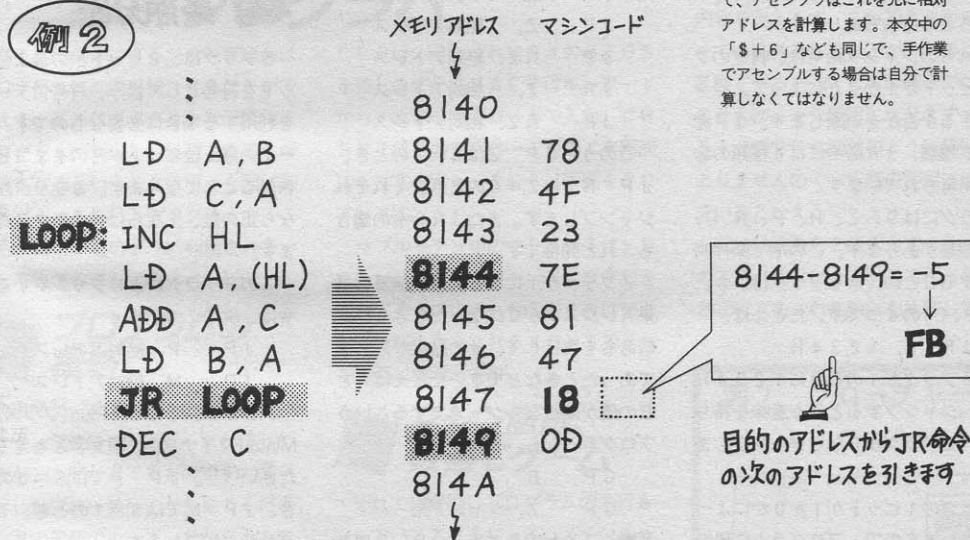 で、アセンブラはこれを元に相対
アドレスを計算します。本文中の
「$+6」なども同じで、手作業
でアセンブルする場合は自分で計
算しなくてはなりません。
例2
メモリアドレス マシンコード
8140
LD A,B 8141 78
LD C,A 8142 4F
LOOP: INC HL 8143 23
LD A,(HL) 8144 7E
ADD A,C 8145 81
LD B,A 8146 47
JR LOOP 8147 18
DEC C 8149 0D
814A
8144-8149=-5
FB
目的のアドレスからJR命令
の次のアドレスを引きます